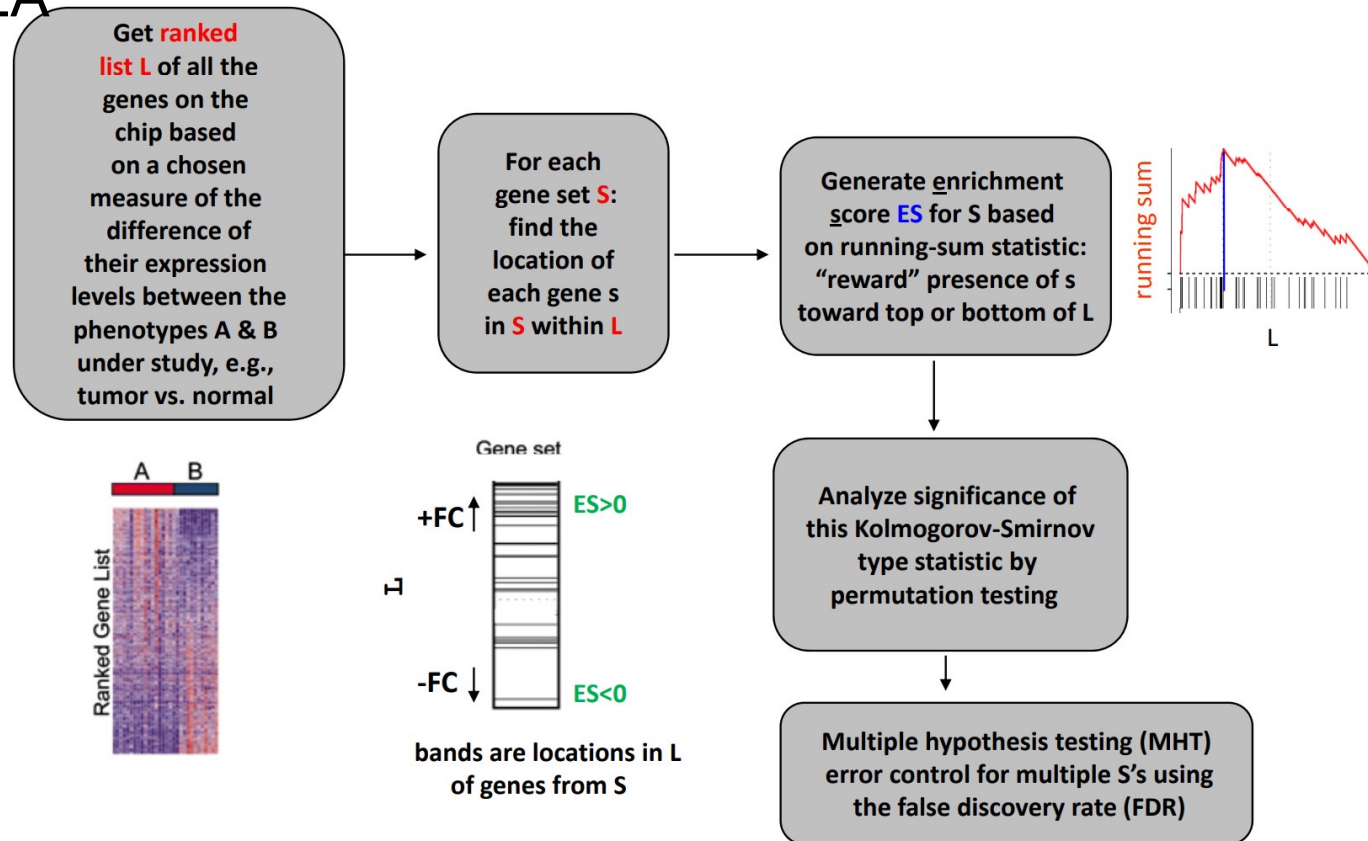 Get ranked
list L of all the
genes on the
chip based
on a chosen
measure of the
difference of
their expression
levels between the
phenotypes A & B
under study, e.g.,
tumor vs. normal
For each
gene set S:
find the
location of
each gene s
in S within L
Generate enrichment
score ES for S based
on running-sum statistic:
“reward” presence of s
toward top or bottom of L
running sum
L
A B
Ranked Gene List
Gene set
+FC
ES>0
L
-FC
ES<0
bands are locations in L
of genes from S
Analyze significance of
this Kolmogorov-Smirnov
type statistic by
permutation testing
Multiple hypothesis testing (MHT)
error control for multiple S’s using
the false discovery rate (FDR)